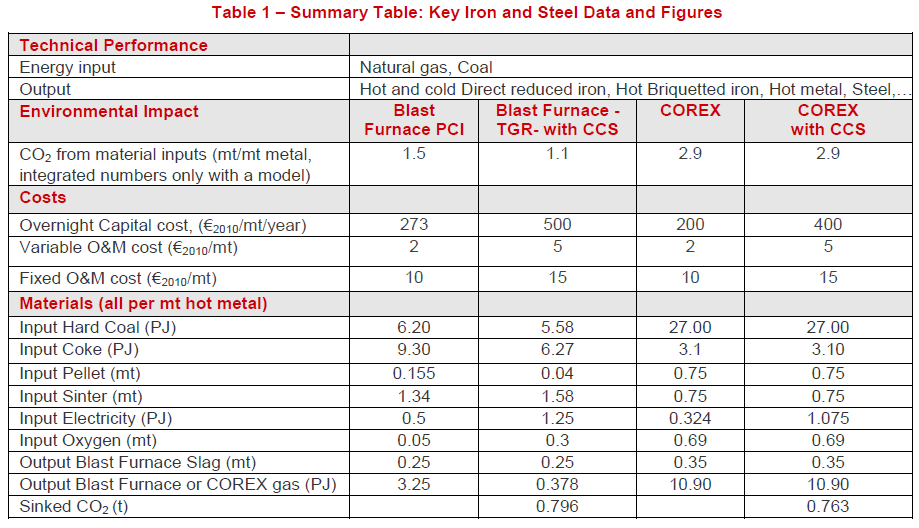 Table 1 – Summary Table: Key Iron and Steel Data and Figures
Technical Performance
Energy input Natural gas, Coal
Output Hot and cold Direct reduced iron, Hot Briquetted iron, Hot metal, Steel,…
Environmental Impact Blast Furnace PCI Blast Furnace - TGR- with CCS COREX COREX with CCS
CO2 from material inputs (mt/mt metal, 1.5 1.1 2.9 2.9
integrated numbers only with a model)
Costs
Overnight Capital cost, (€2010/mt/year) 273 500 200 400
Variable O&M cost (€2010/mt) 2 5 2 5
Fixed O&M cost (€2010/mt) 10 15 10 15
Materials (all per mt hot metal)
Input Hard Coal (PJ) 6.20 5.58 27.00 27.00
Input Coke (PJ) 9.30 6.27 3.1 3.10
Input Pellet (mt) 0.155 0.04 0.75 0.75
Input Sinter (mt) 1.34 1.58 0.75 0.75
Input Electricity (PJ) 0.5 1.25 0.324 1.075
Input Oxygen (mt) 0.05 0.3 0.69 0.69
Output Blast Furnace Slag (mt) 0.25 0.25 0.35 0.35
Output Blast Furnace or COREX gas (PJ) 3.25 0.378 10.90 10.90
Sinked CO2 (t) 0.796 0.763